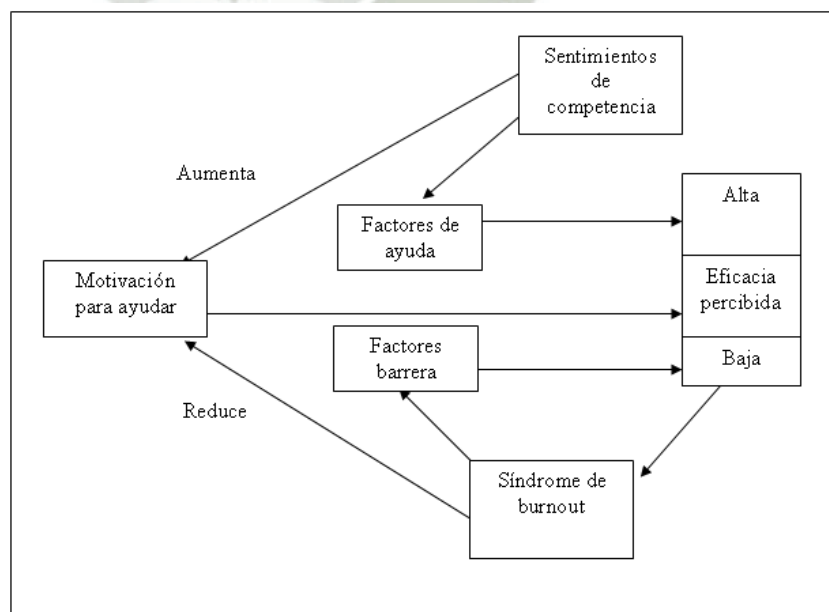 Sentimientos
de
competencia
Aumenta
Alta
Factores de
ayuda
Motivación
para ayudar
Eficacia
percibida
Factores
barrera
Baja
Reduce
Síndrome de
burnout